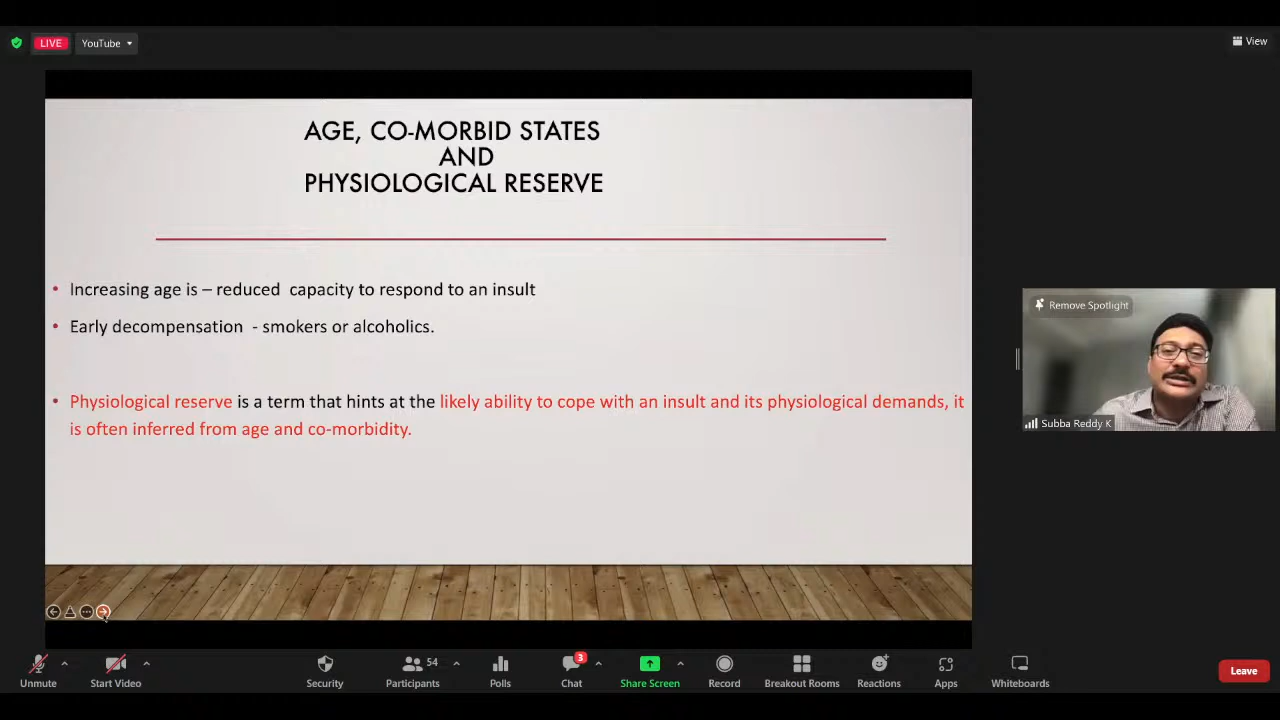 LIVE
YouTube
View
AGE, CO-MORBID STATES
AND
PHYSIOLOGICAL RESERVE
• Increasing age is – reduced  capacity to respond to an insult
• Early decompensation  - smokers or alcoholics.
• Physiological reserve is a term that hints at the likely ability to cope with an insult and its physiological demands, it
is often inferred from age and co-morbidity.
Remove Spotlight
Subba Reddy K
Unmute
Start Video
Security
54
Participants
Polls
3
Chat
Share Screen
Record
Breakout Rooms
Reactions
Apps
Whiteboards
Leave